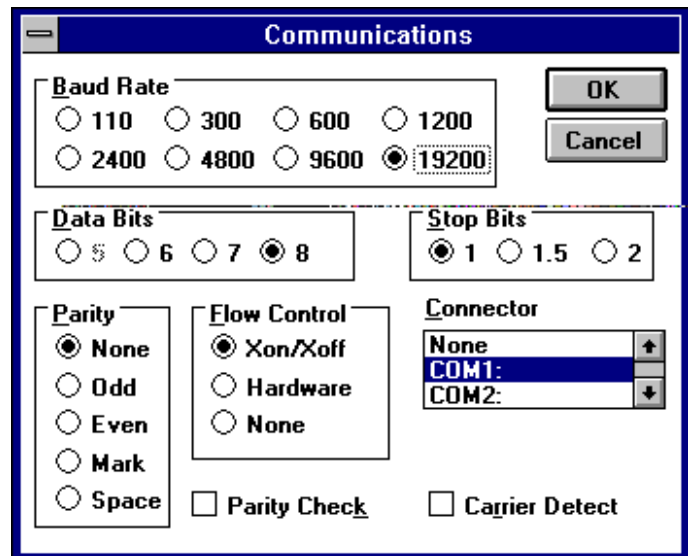 Communications
Baud Rate
110 300 600 1200
2400 4800 9600 19200
OK
Cancel
Data Bits
5 6 7 8
Stop Bits
1 1.5 2
Parity
None
Odd
Even
Mark
Space
Flow Control
Xon/Xoff
Hardware
None
Connector
None
COM1:
COM2:
Parity Check
Carrier Detect